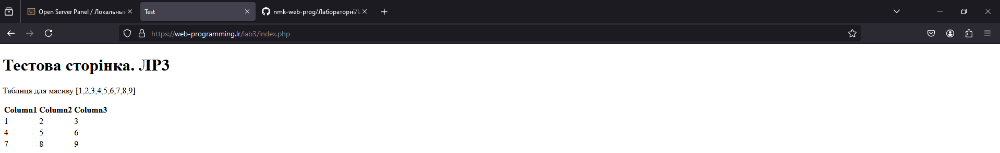 Open Server Panel / Локальный
Test
nmk-web-prog/Лабораторні/la
https://web-programming.lr/lab3/index.php
Тестова сторінка. ЛР3
Таблиця для масиву [1,2,3,4,5,6,7,8,9]
Column1 Column2 Column3
1 2 3
4 5 6
7 8 9